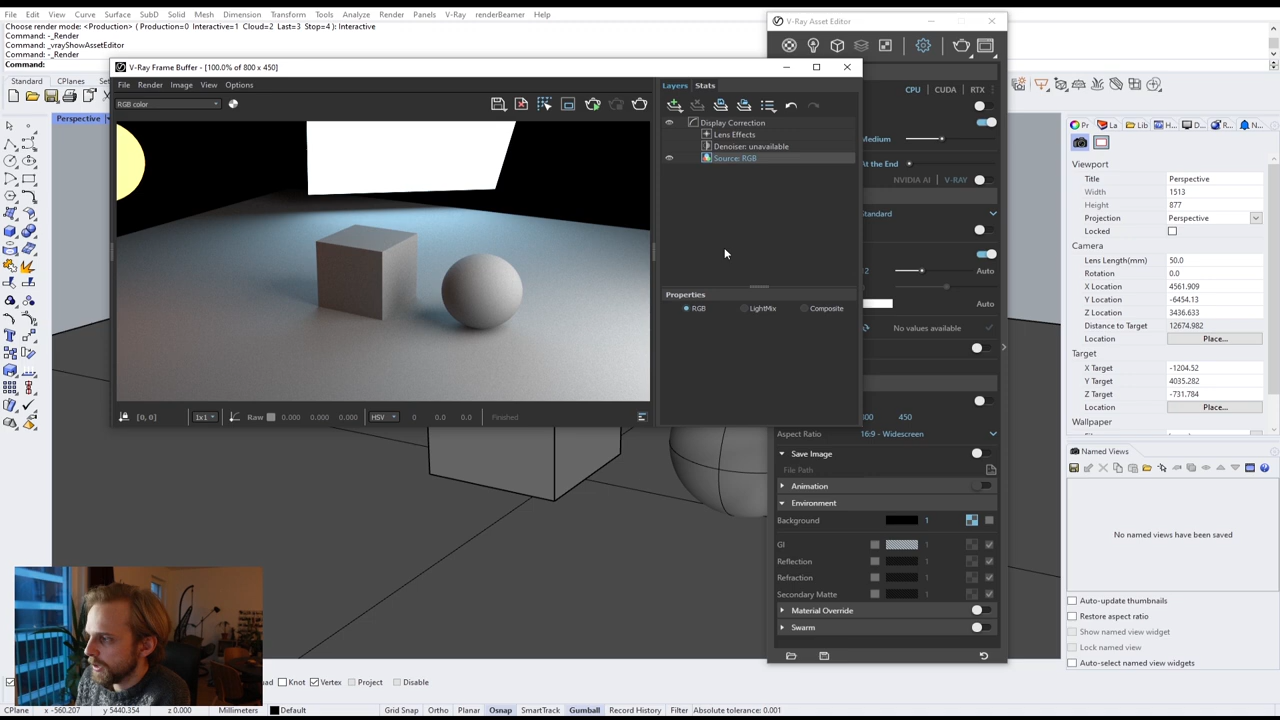 File Edit View Curve Surface SubD Solid Mesh Dimension Transform Tools Analyze Render Panels V-Ray renderBeamer Help
Choose render mode: <Production> ( Production=0 Interactive=1 Cloud=2 Last=3 Stop=4 ): Interactive
Command: _vrayShowAssetEditor
Command: -_Render
Command: -_Render
Command:
Standard CPlanes
Perspective
V-Ray Frame Buffer - [100.0% of 800 x 450]
File Render Image View Options
RGB color
Layers Stats
Display Correction
Lens Effects
Denoiser: unavailable
Source: RGB
Properties
RGB LightMix Composite
[0, 0] 1x1 Raw 0.000 0.000 0.000 HSV 0 0.0 0.0 Finished
V-Ray Asset Editor
CPU CUDA RTX
Medium
At the End
NVIDIA AI V-RAY
Standard
Auto
Auto
No values available
450
Aspect Ratio 16:9 - Widescreen
Save Image
File Path
Animation
Environment
Background 1
GI 1
Reflection 1
Refraction 1
Secondary Matte 1
Material Override
Swarm
Viewport
Title Perspective
Width 1513
Height 877
Projection Perspective
Locked
Camera
Lens Length(mm) 50.0
Rotation 0.0
X Location 4561.909
Y Location -6454.13
Z Location 3436.633
Distance to Target 12674.982
Location Place...
Target
X Target -1204.52
Y Target 4035.282
Z Target -731.784
Location Place...
Wallpaper
Named Views
No named views have been saved
Auto-update thumbnails
Restore aspect ratio
Show named view widget
Lock named view
Auto-select named view widgets
Knot Vertex Project Disable
CPlane x -560.207 y 5440.354 z 0.000 Millimeters Default Grid Snap Ortho Planar Osnap SmartTrack Gumball Record History Filter Absolute tolerance: 0.001